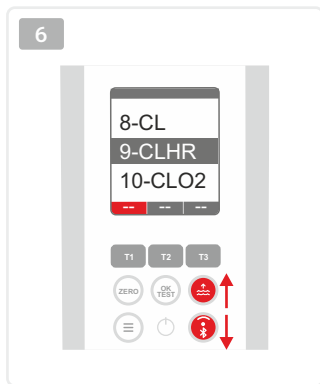 6
8-CL
9-CLHR
10-CLO2
-- -- --
T1 T2 T3
ZERO OK TEST